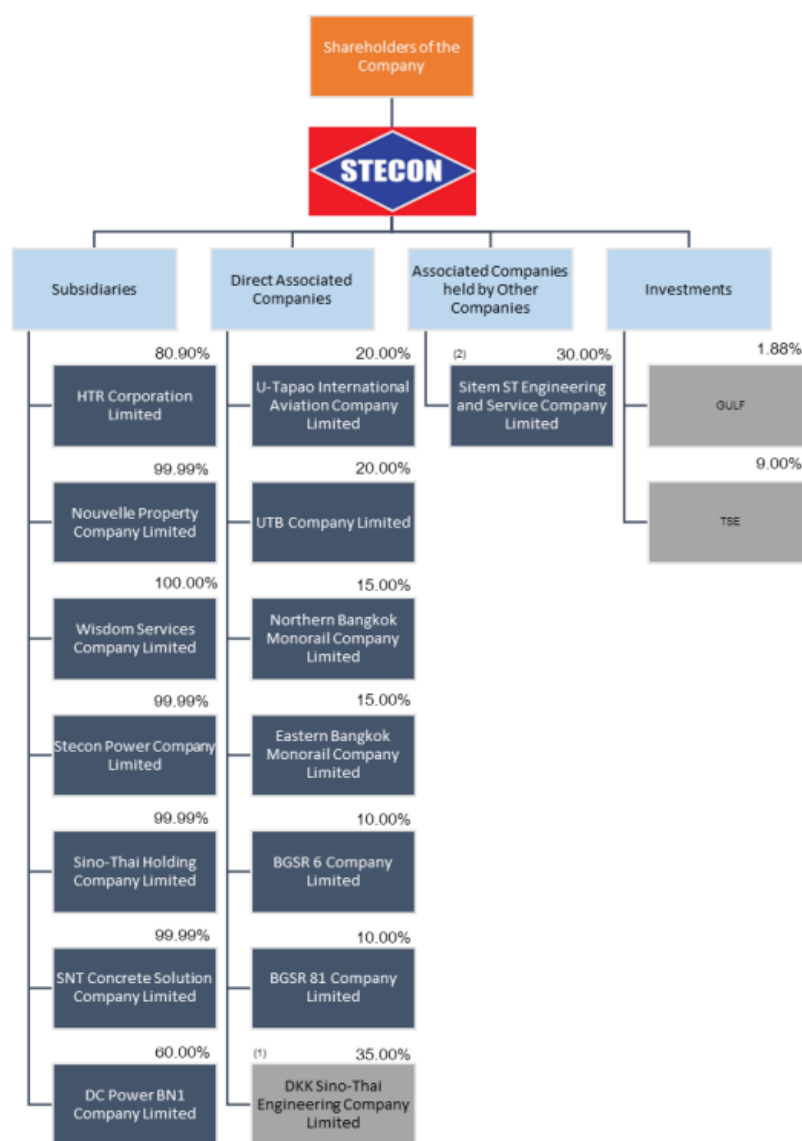 Shareholders of the
Company
STECON
Subsidiaries
Direct Associated
Companies
Associated Companies
held by Other
Companies
Investments
80.90%
HTR Corporation
Limited
99.99%
Nouvelle Property
Company Limited
100.00%
Wisdom Services
Company Limited
99.99%
Stecon Power Company
Limited
99.99%
Sino-Thai Holding
Company Limited
99.99%
SNT Concrete Solution
Company Limited
60.00%
DC Power BN1
Company Limited
20.00%
U-Tapao International
Aviation Company
Limited
20.00%
UTB Company Limited
15.00%
Northern Bangkok
Monorail Company
Limited
15.00%
Eastern Bangkok
Monorail Company
Limited
10.00%
BGSR 6 Company
Limited
10.00%
BGSR 81 Company
Limited
(1) 35.00%
DKK Sino-Thai
Engineering Company
Limited
(2) 30.00%
Sitem ST Engineering
and Service Company
Limited
1.88%
GULF
9.00%
TSE